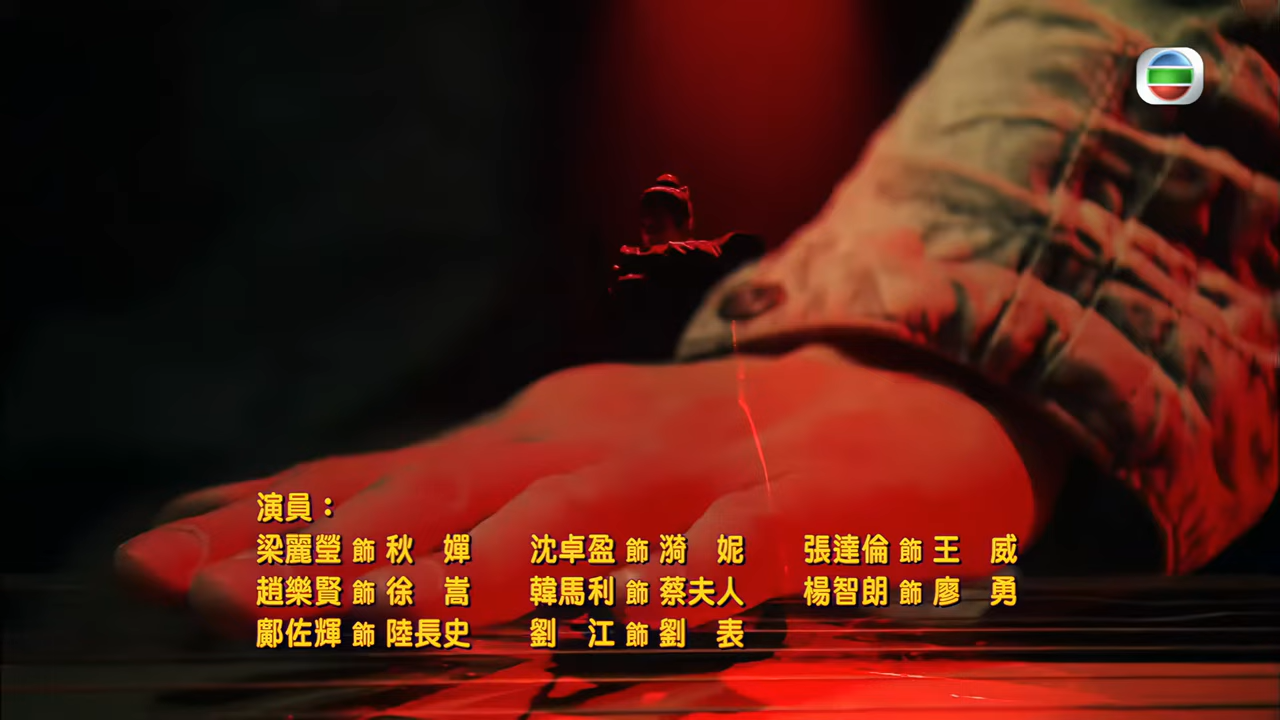 演員：
梁麗瑩 飾 秋　嬋　沈卓盈 飾 漪　妮　張達倫 飾 王　威
趙樂賢 飾 徐　嵩　韓馬利 飾 蔡夫人　楊智朗 飾 廖　勇
鄺佐輝 飾 陸長史　劉　江 飾 劉　表